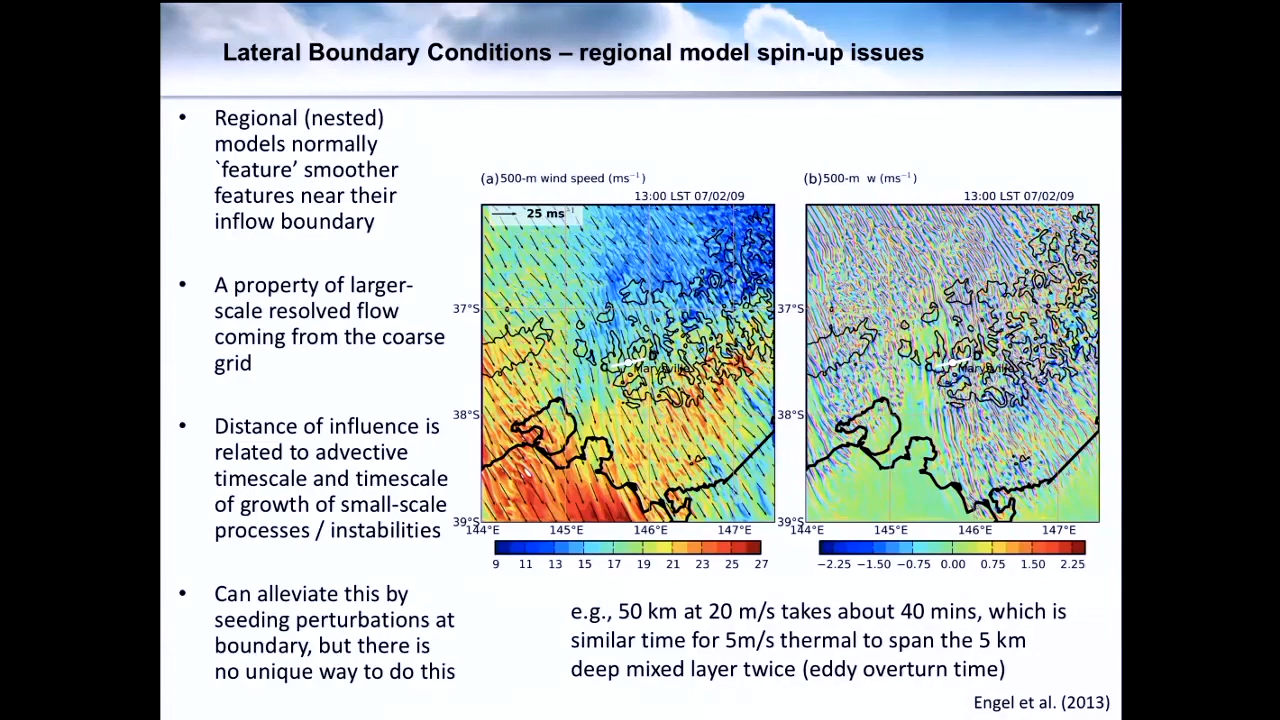 Lateral Boundary Conditions – regional model spin-up issues
• Regional (nested)
models normally
`feature’ smoother
features near their
inflow boundary
• A property of larger-
scale resolved flow
coming from the coarse
grid
• Distance of influence is
related to advective
timescale and timescale
of growth of small-scale
processes / instabilities
• Can alleviate this by
seeding perturbations at
boundary, but there is
no unique way to do this
(a) 500-m wind speed (ms⁻¹)
13:00 LST 07/02/09
25 ms⁻¹
37°S
Marysville
38°S
39°S
144°E 145°E 146°E 147°E
9 11 13 15 17 19 21 23 25 27
(b) 500-m w (ms⁻¹)
13:00 LST 07/02/09
37°S
Marysville
38°S
39°S
144°E 145°E 146°E 147°E
−2.25 −1.50 −0.75 0.00 0.75 1.50 2.25
e.g., 50 km at 20 m/s takes about 40 mins, which is
similar time for 5m/s thermal to span the 5 km
deep mixed layer twice (eddy overturn time)
Engel et al. (2013)